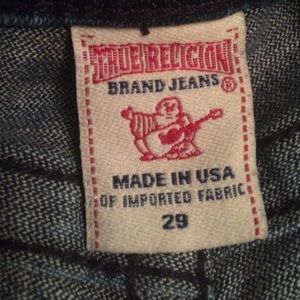 TRUE RELIGION
BRAND JEANS®
MADE IN USA
OF IMPORTED FABRIC
29